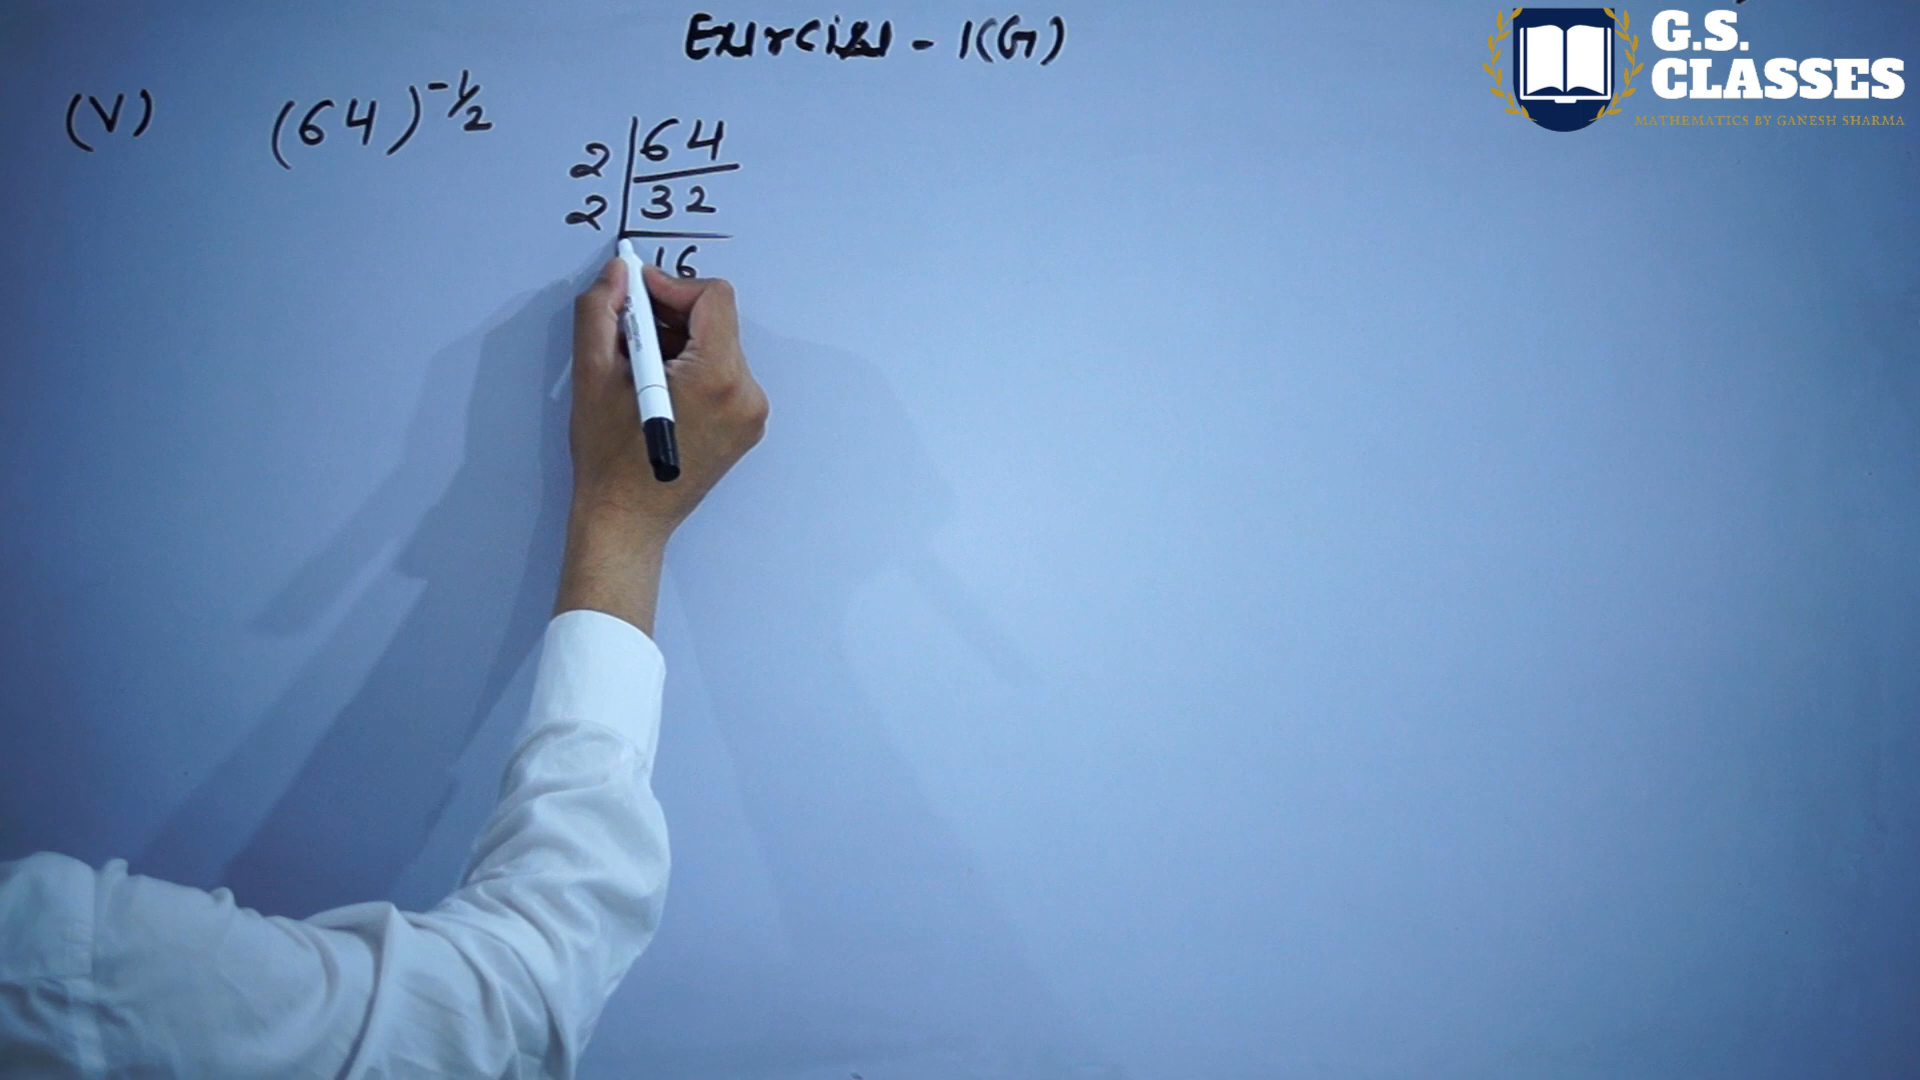 Exercise - 1(G)
G.S.
CLASSES
MATHEMATICS BY GANESH SHARMA
(V) (64)^-1/2
2 | 64
2 | 32
16